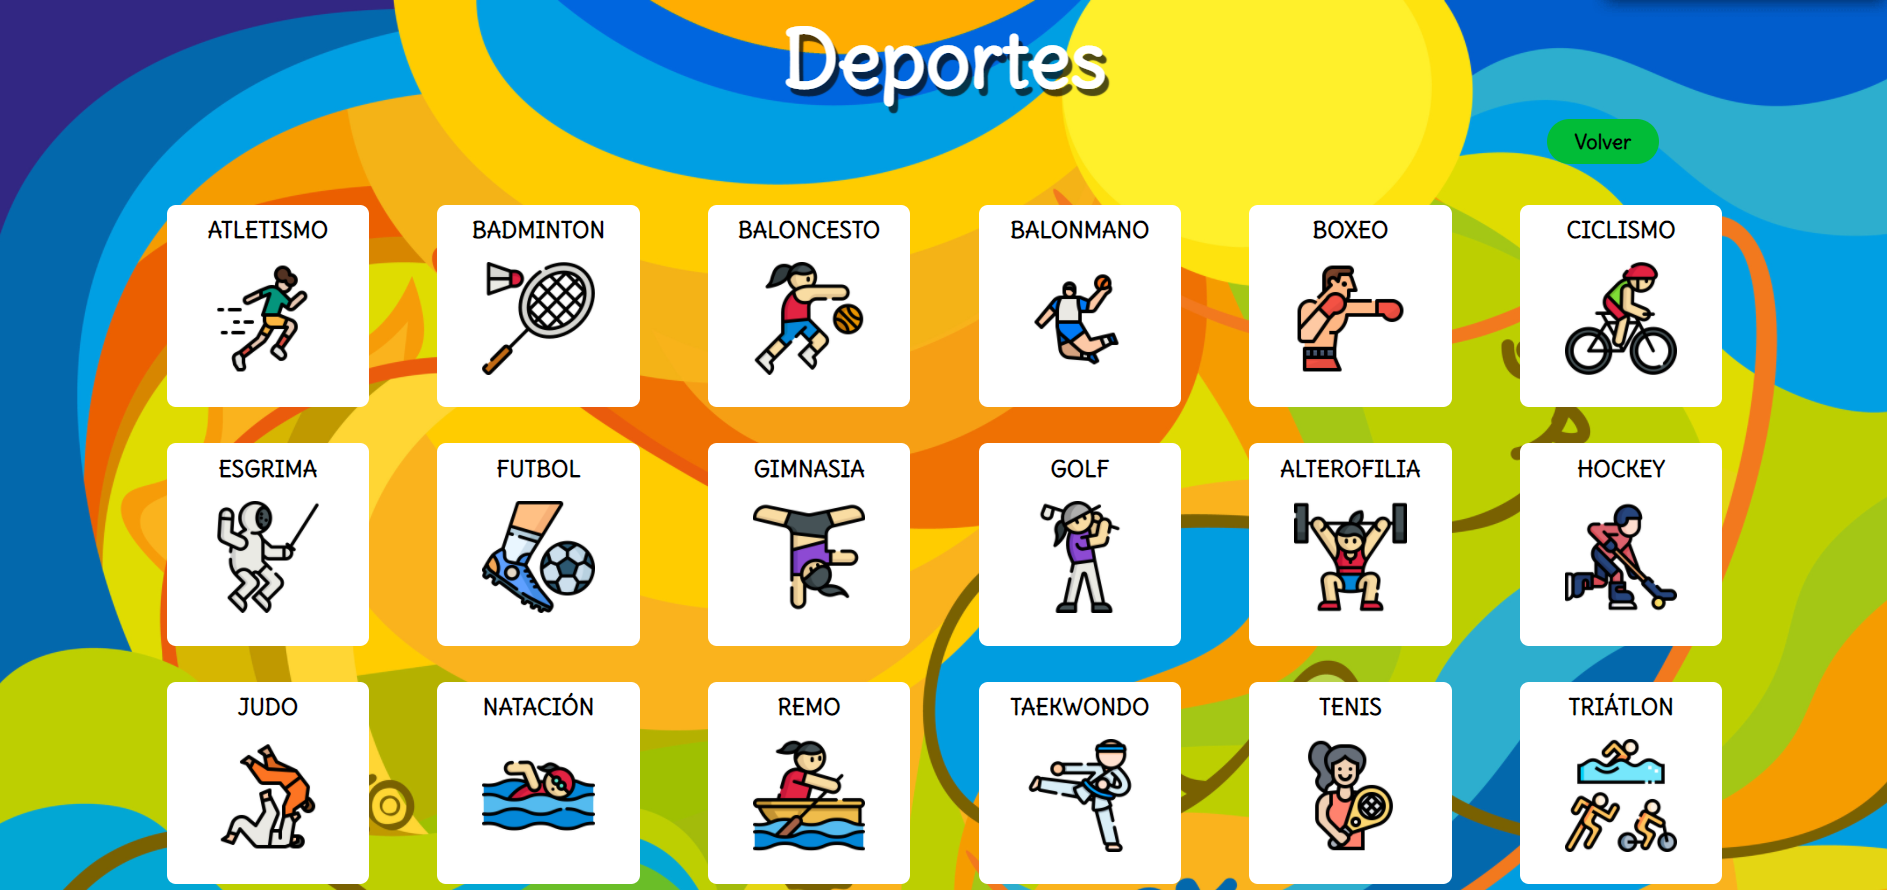 Deportes
Volver
ATLETISMO
BADMINTON
BALONCESTO
BALONMANO
BOXEO
CICLISMO
ESGRIMA
FUTBOL
GIMNASIA
GOLF
ALTEROFILIA
HOCKEY
JUDO
NATACIÓN
REMO
TAEKWONDO
TENIS
TRIÁTLON